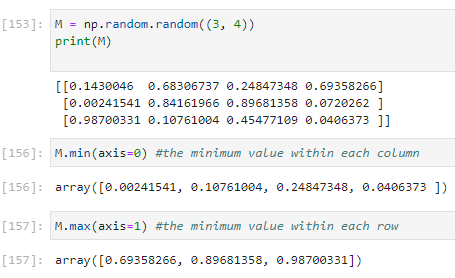 [153]: M = np.random.random((3, 4))
print(M)
[[0.1430046  0.68306737 0.24847348 0.69358266]
 [0.00241541 0.84161966 0.89681358 0.0720262 ]
 [0.98700331 0.10761004 0.45477109 0.0406373 ]]
[156]: M.min(axis=0) #the minimum value within each column
[156]: array([0.00241541, 0.10761004, 0.24847348, 0.0406373 ])
[157]: M.max(axis=1) #the minimum value within each row
[157]: array([0.69358266, 0.89681358, 0.98700331])